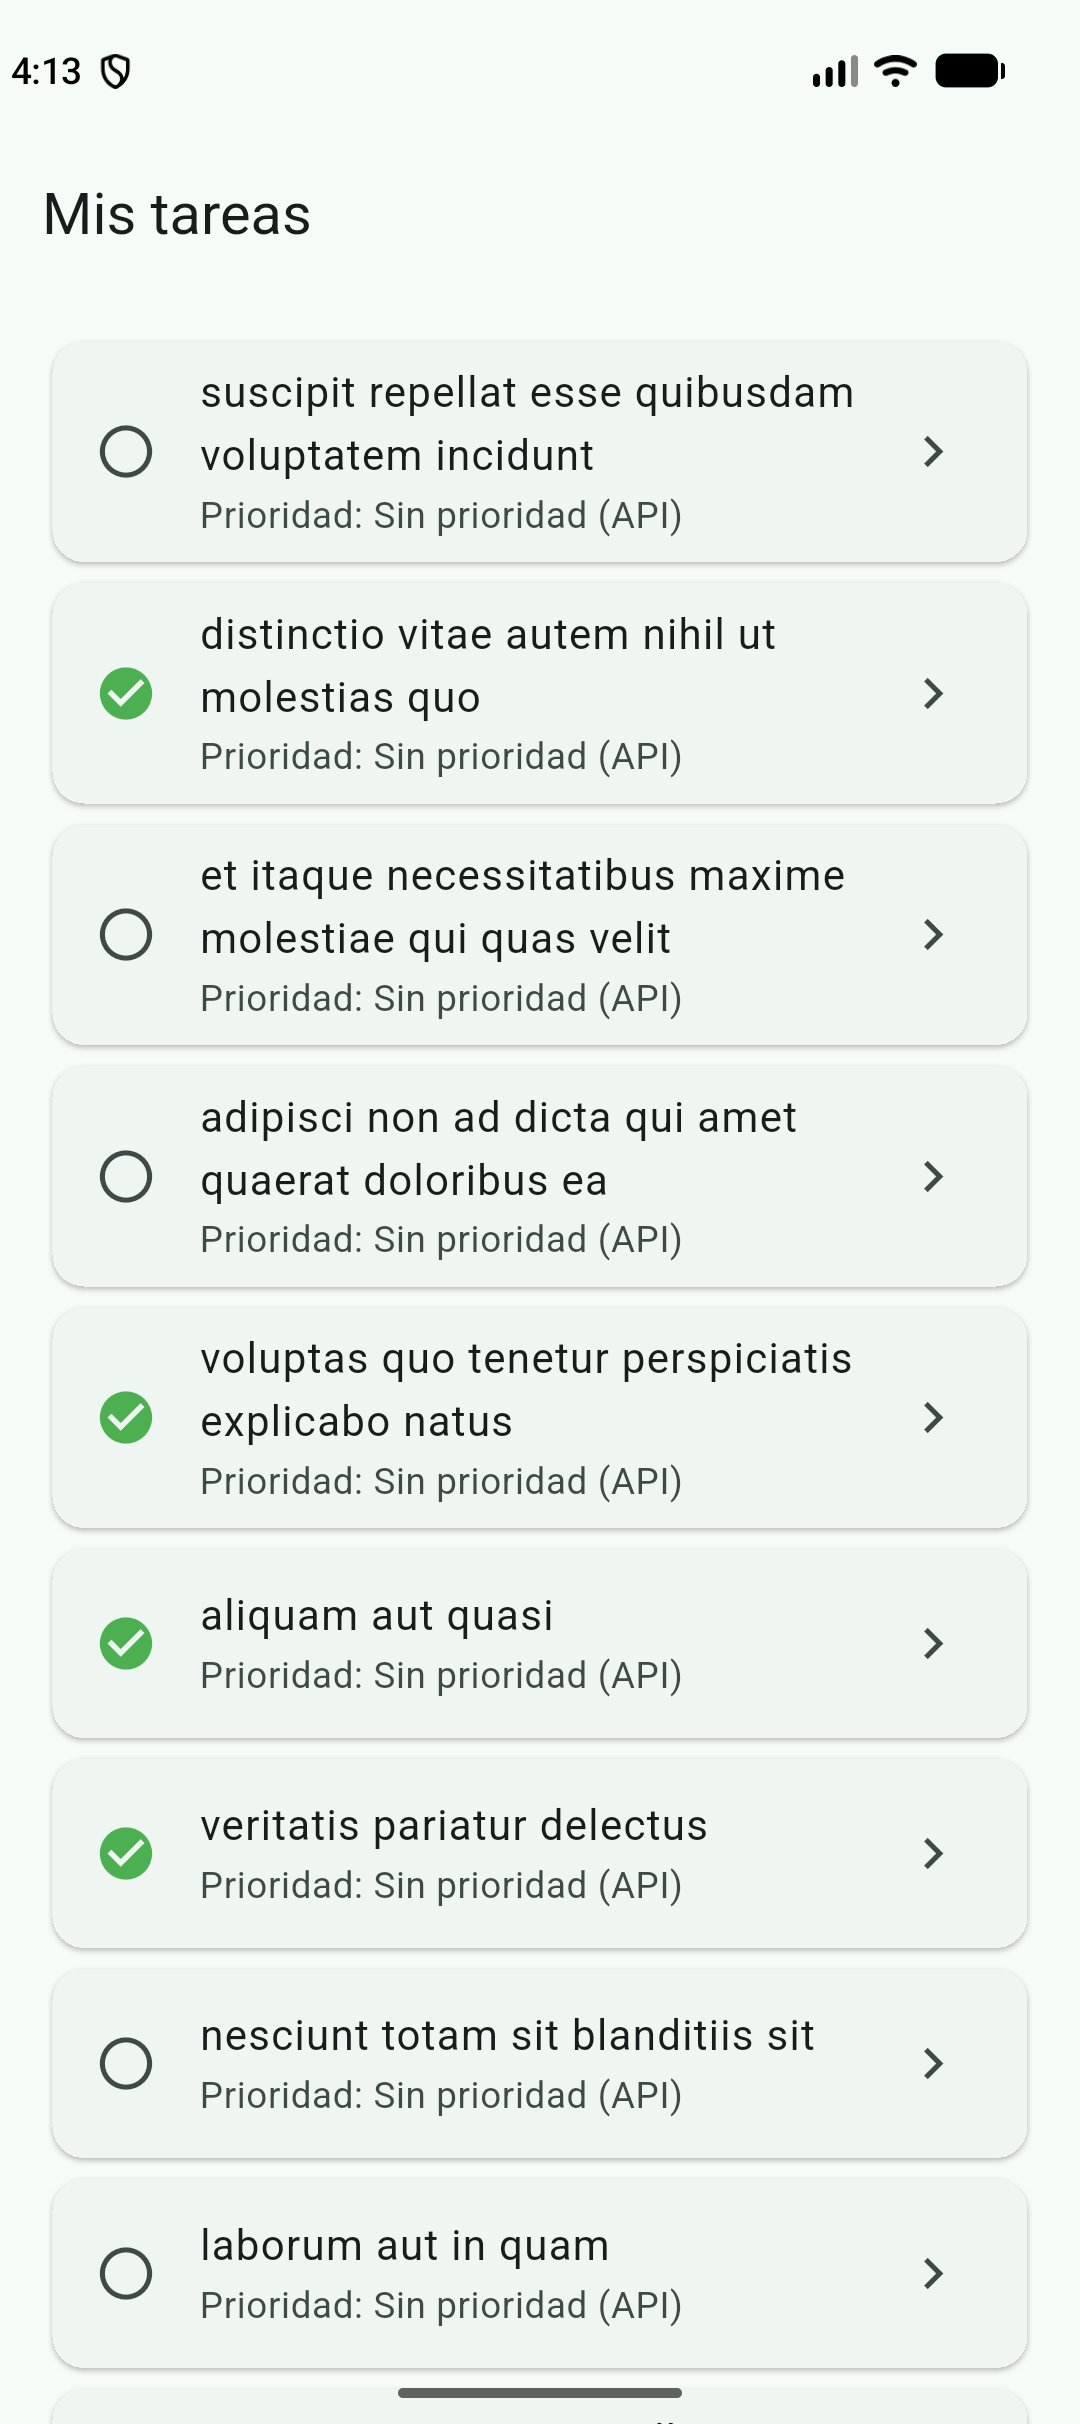 4:13
Mis tareas
suscipit repellat esse quibusdam
voluptatem incidunt
Prioridad: Sin prioridad (API)
distinctio vitae autem nihil ut
molestias quo
Prioridad: Sin prioridad (API)
et itaque necessitatibus maxime
molestiae qui quas velit
Prioridad: Sin prioridad (API)
adipisci non ad dicta qui amet
quaerat doloribus ea
Prioridad: Sin prioridad (API)
voluptas quo tenetur perspiciatis
explicabo natus
Prioridad: Sin prioridad (API)
aliquam aut quasi
Prioridad: Sin prioridad (API)
veritatis pariatur delectus
Prioridad: Sin prioridad (API)
nesciunt totam sit blanditiis sit
Prioridad: Sin prioridad (API)
laborum aut in quam
Prioridad: Sin prioridad (API)